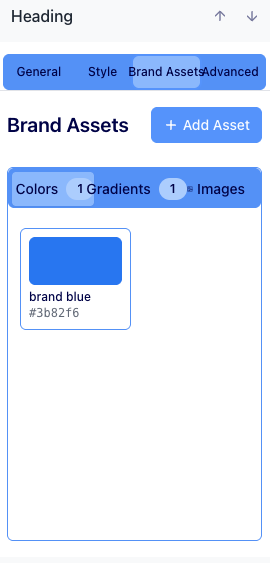 Heading
General Style Brand Assets Advanced
Brand Assets
+ Add Asset
Colors 1 Gradients 1 Images
brand blue
#3b82f6